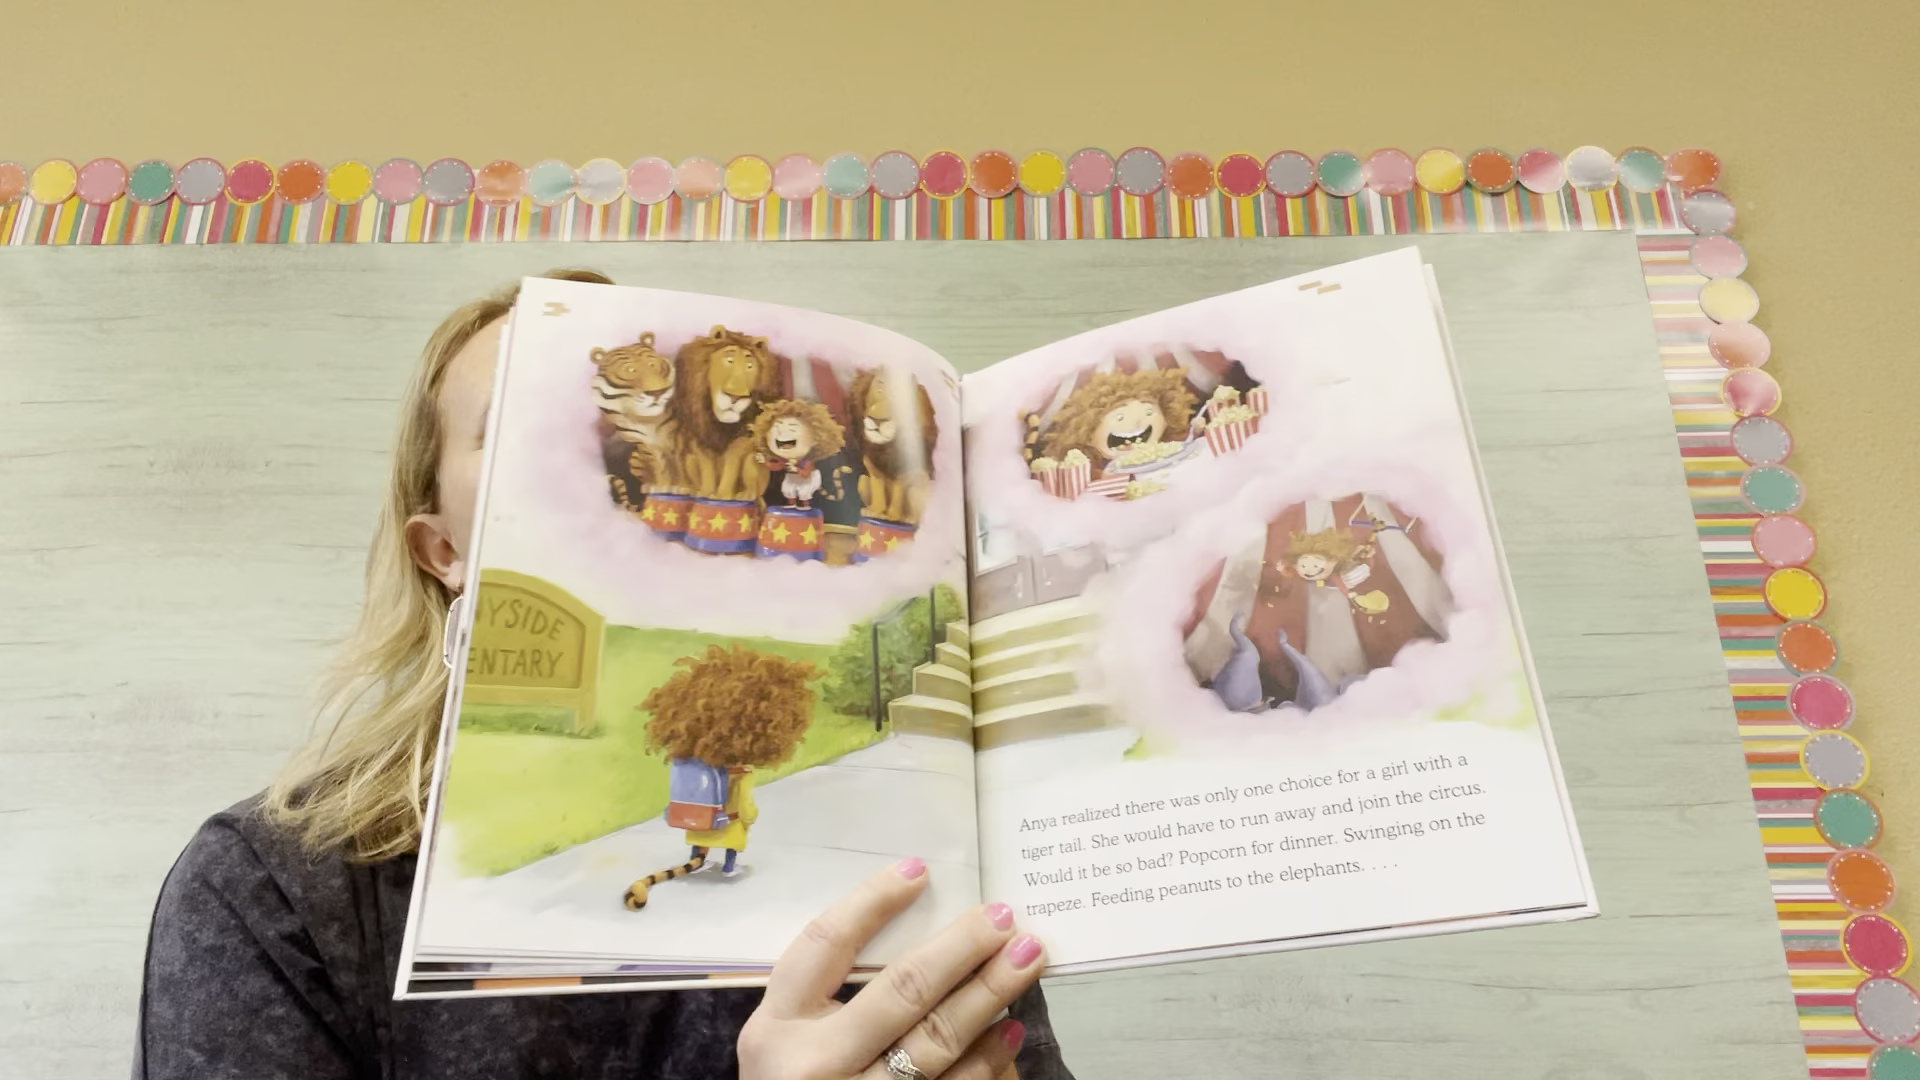 NYSIDE
ENTARY
Anya realized there was only one choice for a girl with a
tiger tail. She would have to run away and join the circus.
Would it be so bad? Popcorn for dinner. Swinging on the
trapeze. Feeding peanuts to the elephants. . . .